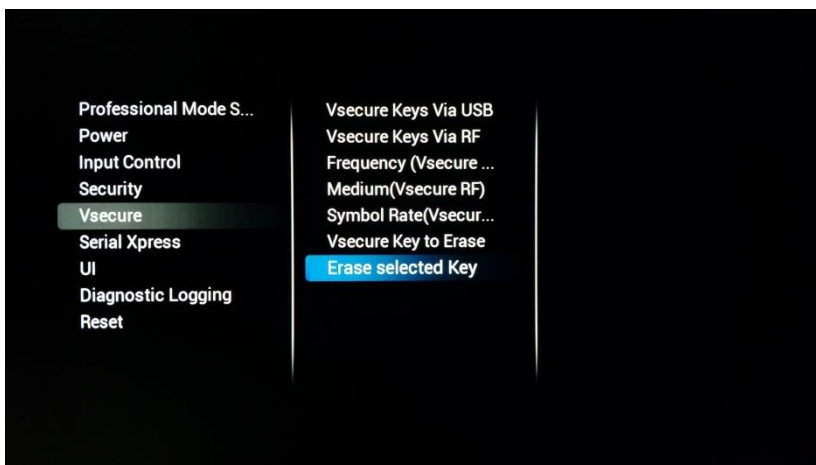 Professional Mode S...
Power
Input Control
Security
Vsecure
Serial Xpress
UI
Diagnostic Logging
Reset
Vsecure Keys Via USB
Vsecure Keys Via RF
Frequency (Vsecure ...
Medium(Vsecure RF)
Symbol Rate(Vsecur...
Vsecure Key to Erase
Erase selected Key